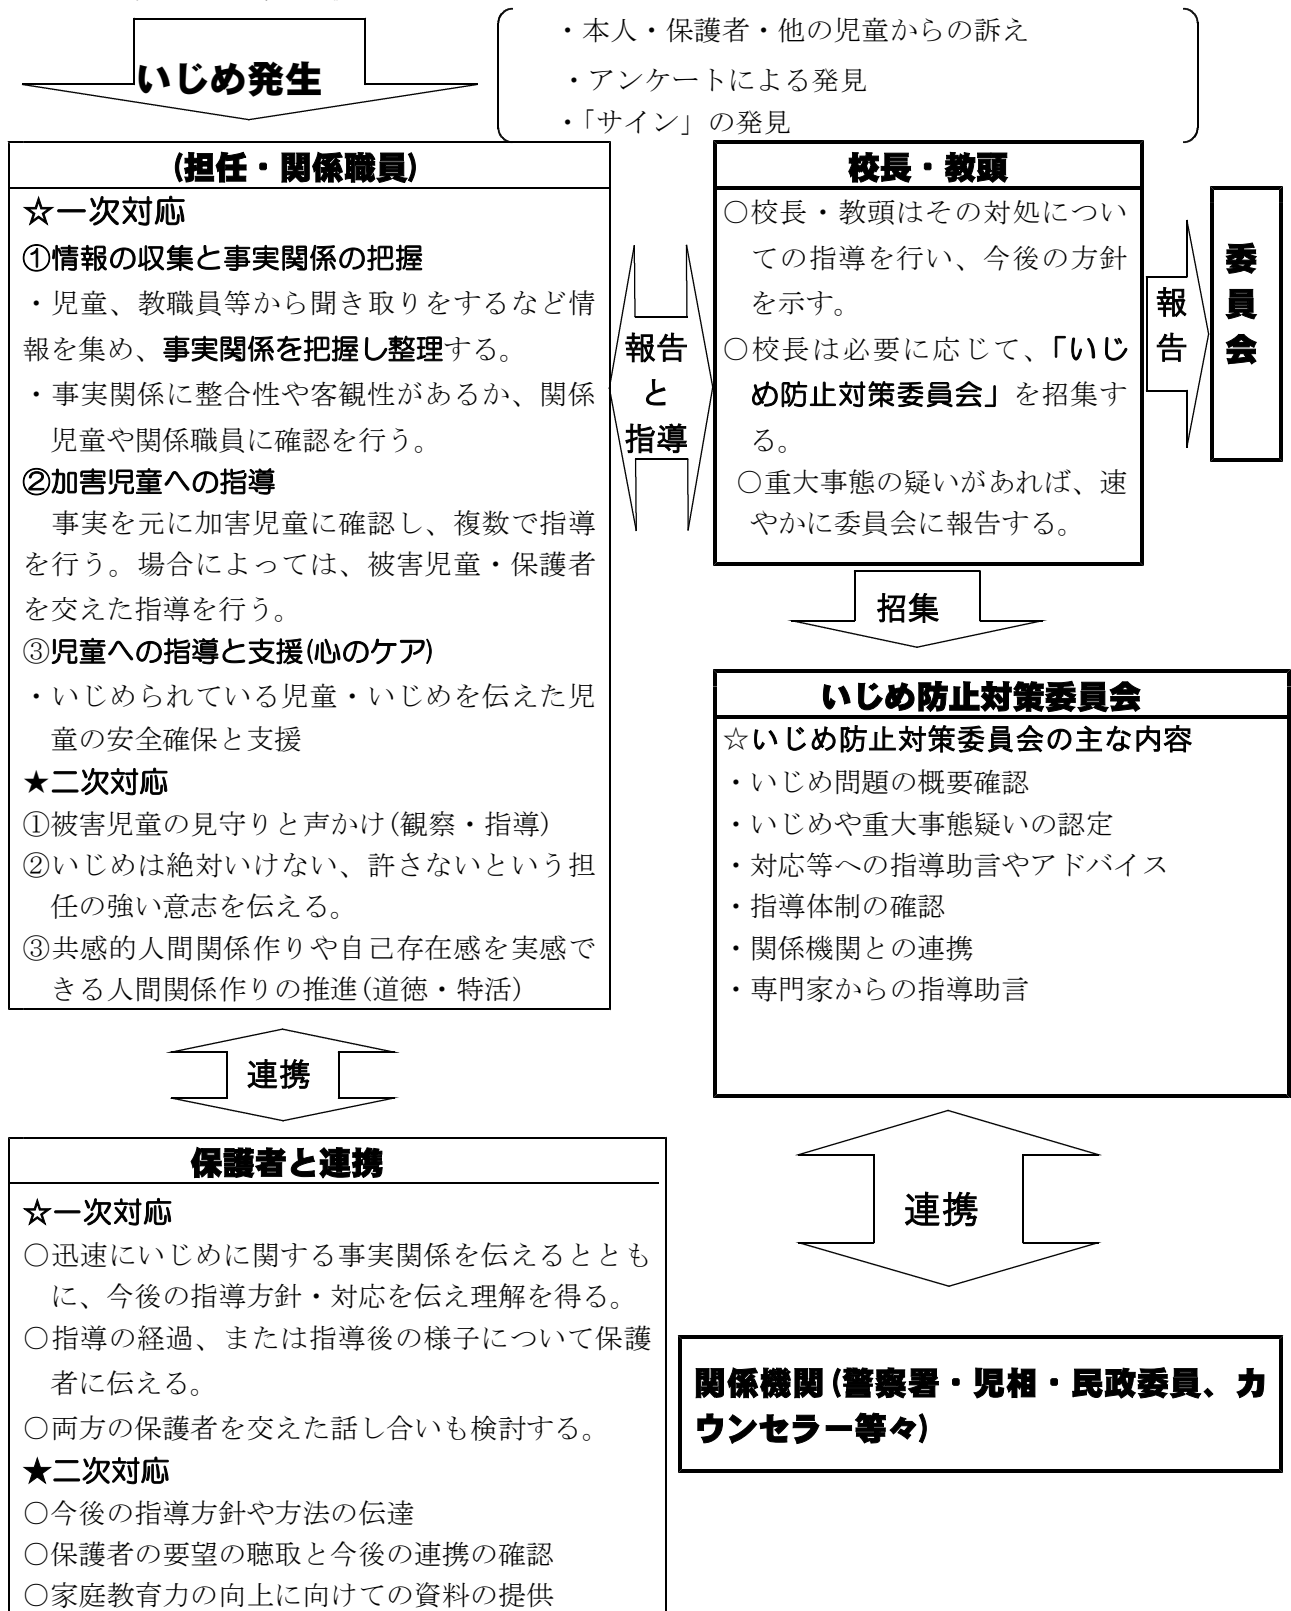 いじめ発生
・本人・保護者・他の児童からの訴え
・アンケートによる発見
・「サイン」の発見
(担任・関係職員)
☆一次対応
①情報の収集と事実関係の把握
・児童、教職員等から聞き取りをするなど情
報を集め、事実関係を把握し整理する。
・事実関係に整合性や客観性があるか、関係
児童や関係職員に確認を行う。
②加害児童への指導
事実を元に加害児童に確認し、複数で指導
を行う。場合によっては、被害児童・保護者
を交えた指導を行う。
③児童への指導と支援(心のケア)
・いじめられている児童・いじめを伝えた児
童の安全確保と支援
★二次対応
①被害児童の見守りと声かけ(観察・指導)
②いじめは絶対いけない、許さないという担
任の強い意志を伝える。
③共感的人間関係作りや自己存在感を実感で
きる人間関係作りの推進(道徳・特活)
報告
と
指導
校長・教頭
○校長・教頭はその対処につい
ての指導を行い、今後の方針
を示す。
○校長は必要に応じて、「いじ
め防止対策委員会」を招集す
る。
○重大事態の疑いがあれば、速
やかに委員会に報告する。
報
告
委
員
会
招集
いじめ防止対策委員会
☆いじめ防止対策委員会の主な内容
・いじめ問題の概要確認
・いじめや重大事態疑いの認定
・対応等への指導助言やアドバイス
・指導体制の確認
・関係機関との連携
・専門家からの指導助言
連携
保護者と連携
☆一次対応
○迅速にいじめに関する事実関係を伝えるととも
に、今後の指導方針・対応を伝え理解を得る。
○指導の経過、または指導後の様子について保護
者に伝える。
○両方の保護者を交えた話し合いも検討する。
★二次対応
○今後の指導方針や方法の伝達
○保護者の要望の聴取と今後の連携の確認
○家庭教育力の向上に向けての資料の提供
連携
関係機関(警察署・児相・民政委員、カ
ウンセラー等々)